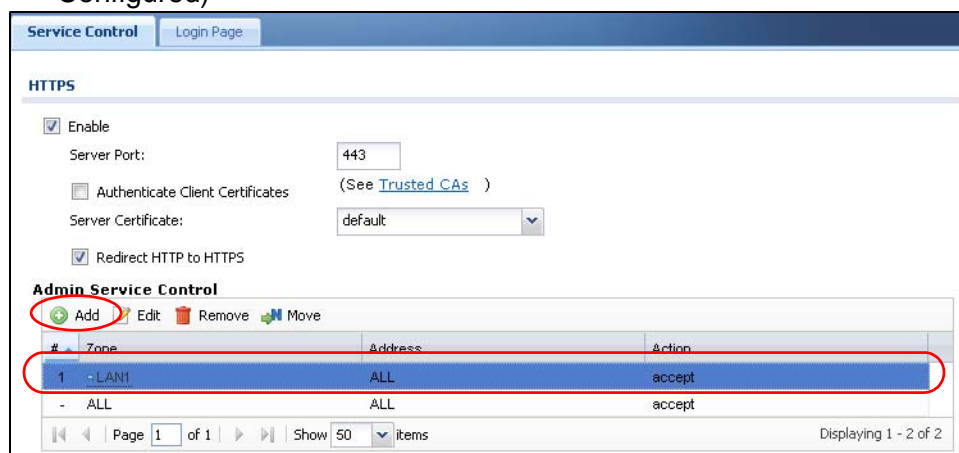 Configured)
Service Control Login Page
HTTPS
Enable
Server Port: 443
Authenticate Client Certificates (See Trusted CAs )
Server Certificate: default
Redirect HTTP to HTTPS
Admin Service Control
Add Edit Remove Move
# Zone Address Action
1 LAN1 ALL accept
- ALL ALL accept
Page 1 of 1 Show 50 items Displaying 1 - 2 of 2